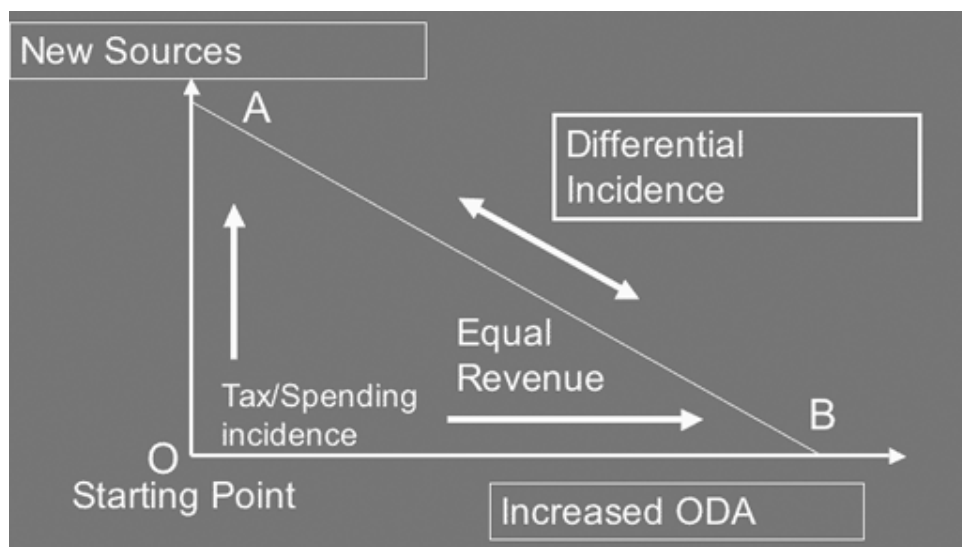 New Sources
A
Differential
Incidence
Equal
Revenue
Tax/Spending
incidence
B
O
Starting Point
Increased ODA